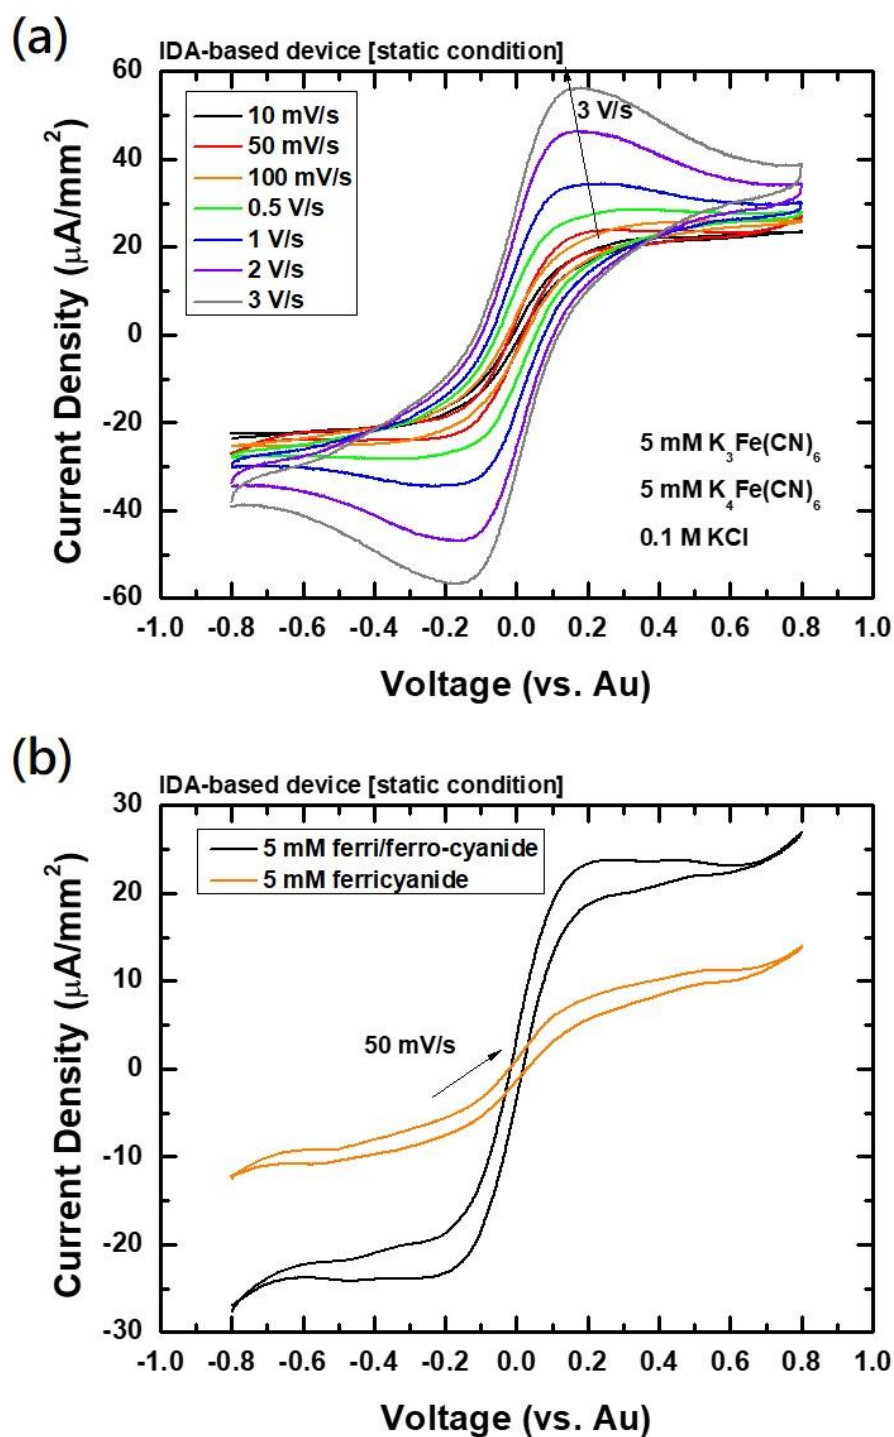 (a)
IDA-based device [static condition]
60
40
20
0
-20
-40
-60
Current Density (μA/mm²)
10 mV/s
50 mV/s
100 mV/s
0.5 V/s
1 V/s
2 V/s
3 V/s
3 V/s
5 mM K₃Fe(CN)₆
5 mM K₄Fe(CN)₆
0.1 M KCl
-1.0 -0.8 -0.6 -0.4 -0.2 0.0 0.2 0.4 0.6 0.8 1.0
Voltage (vs. Au)
(b)
IDA-based device [static condition]
30
20
10
0
-10
-20
-30
Current Density (μA/mm²)
5 mM ferri/ferro-cyanide
5 mM ferricyanide
50 mV/s
-1.0 -0.8 -0.6 -0.4 -0.2 0.0 0.2 0.4 0.6 0.8 1.0
Voltage (vs. Au)